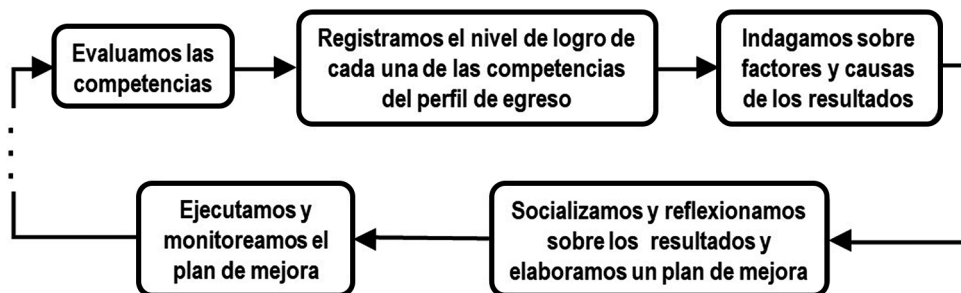 Evaluamos las
competencias
Registramos el nivel de logro de
cada una de las competencias
del perfil de egreso
Indagamos sobre
factores y causas
de los resultados
Socializamos y reflexionamos
sobre los resultados y
elaboramos un plan de mejora
Ejecutamos y
monitoreamos el
plan de mejora